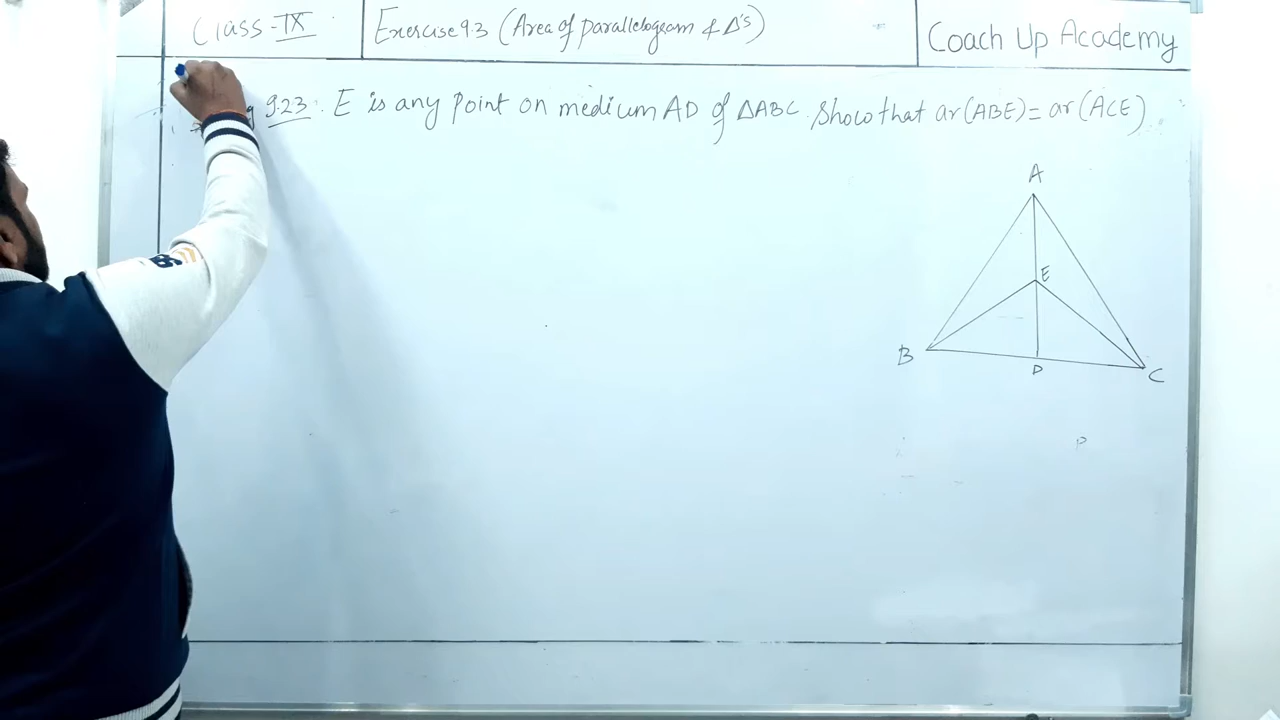 Class-IX
Exercise 9.3 (Area of parallelogram & Δ's)
Coach Up Academy
9.23. E is any point on medium AD of ΔABC. Show that ar(ABE) = ar(ACE)
A
E
B
D
C
P